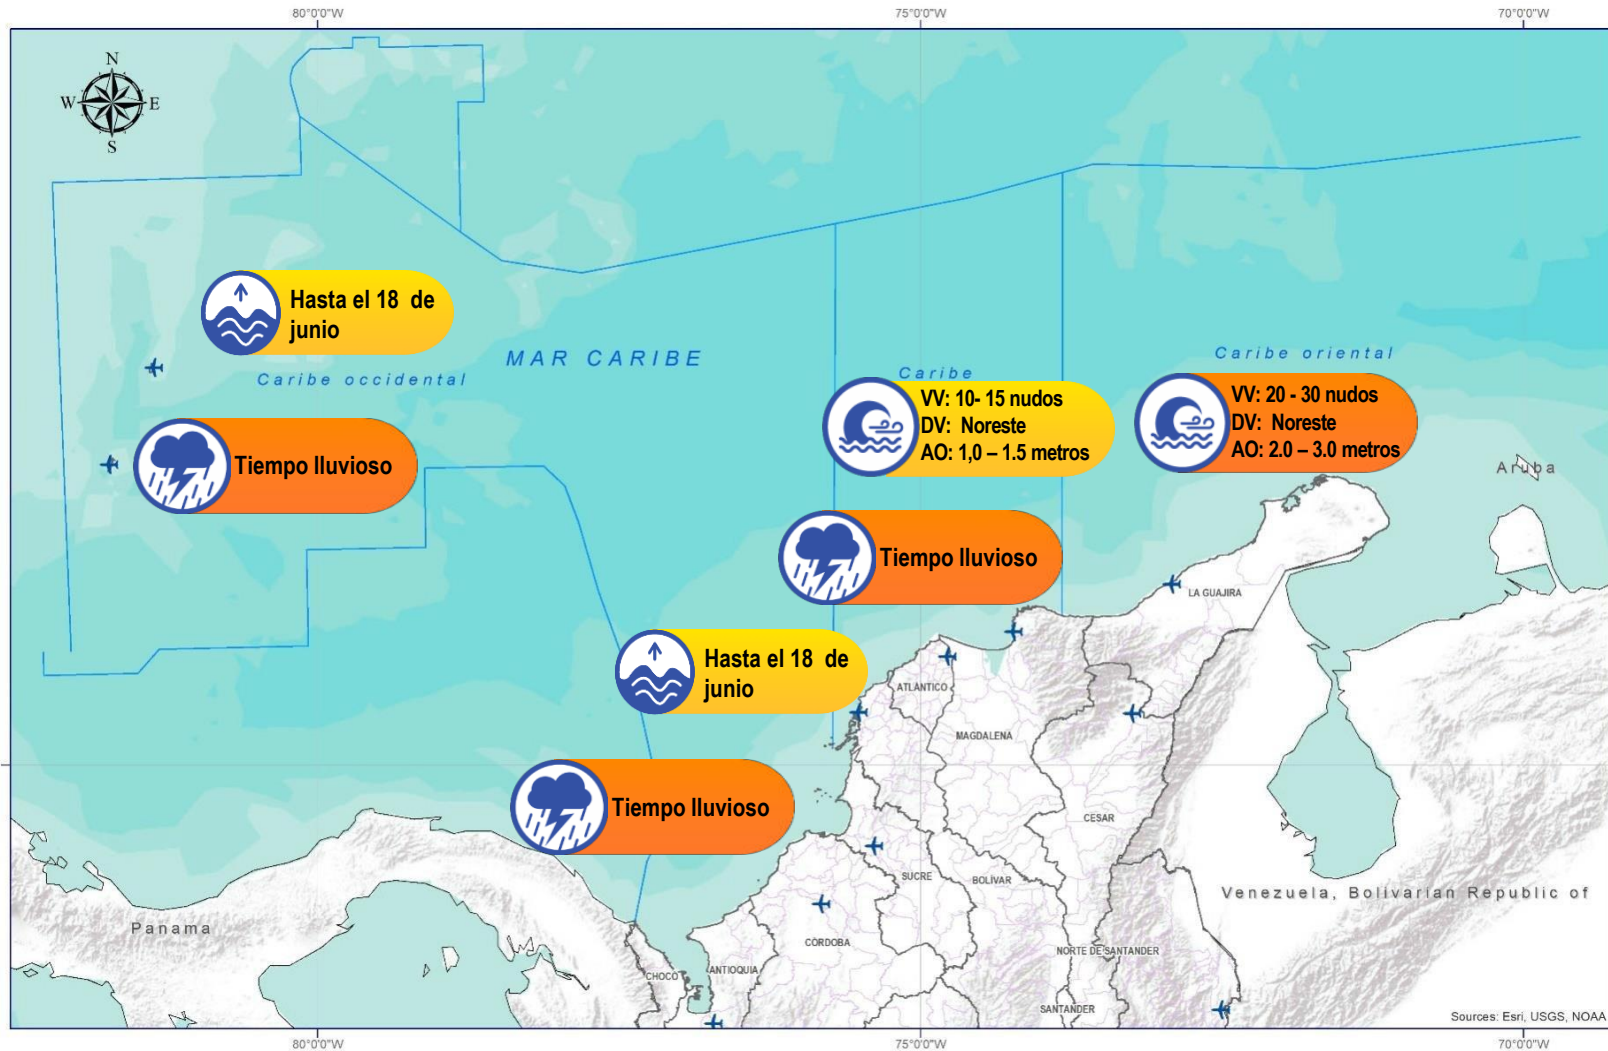 80°0'0"W
75°0'0"W
70°0'0"W
N
W
E
S
Hasta el 18 de
junio
MAR CARIBE
Caribe occidental
Caribe
Caribe oriental
VV: 10- 15 nudos
DV: Noreste
AO: 1,0 – 1.5 metros
VV: 20 - 30 nudos
DV: Noreste
AO: 2.0 – 3.0 metros
Tiempo lluvioso
Aruba
Tiempo lluvioso
LA GUAJIRA
Hasta el 18 de
junio
ATLÁNTICO
MAGDALENA
Tiempo lluvioso
CESAR
SUCRE
BOLÍVAR
Venezuela, Bolivarian Republic of
Panama
CÓRDOBA
NORTE DE SANTANDER
CHOCÓ
ANTIOQUIA
SANTANDER
Sources: Esri, USGS, NOAA
80°0'0"W
75°0'0"W
70°0'0"W